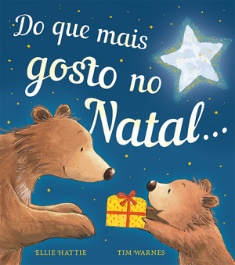 Do que mais
gosto no
Natal...
ELLIE HATTIE TIM WARNES